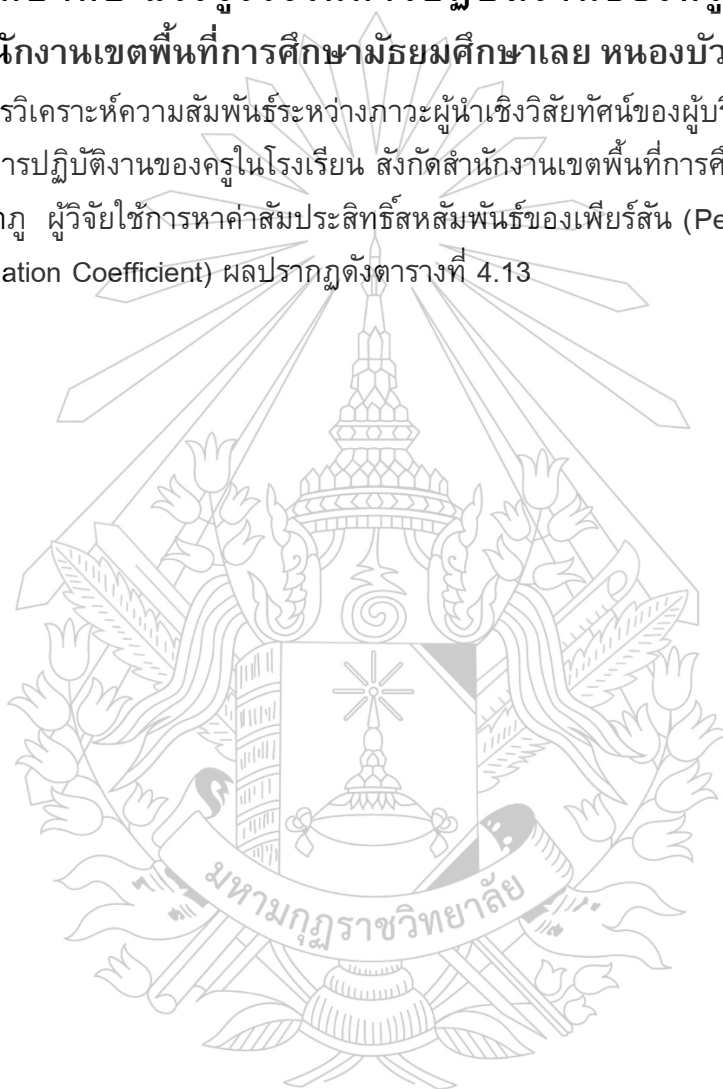 นักงานเขตพื้นที่การศึกษามัธยมศึกษาเลย หนองบัว
รวิเคราะห์ความสัมพันธ์ระหว่างภาวะผู้นำเชิงวิสัยทัศน์ของผู้บริ
การปฏิบัติงานของครูในโรงเรียน สังกัดสำนักงานเขตพื้นที่การศึ
าภู ผู้วิจัยใช้การหาค่าสัมประสิทธิ์สหสัมพันธ์ของเพียร์สัน (Pe
ation Coefficient) ผลปรากฏดังตารางที่ 4.13
มหามกุฏราชวิทยาลัย